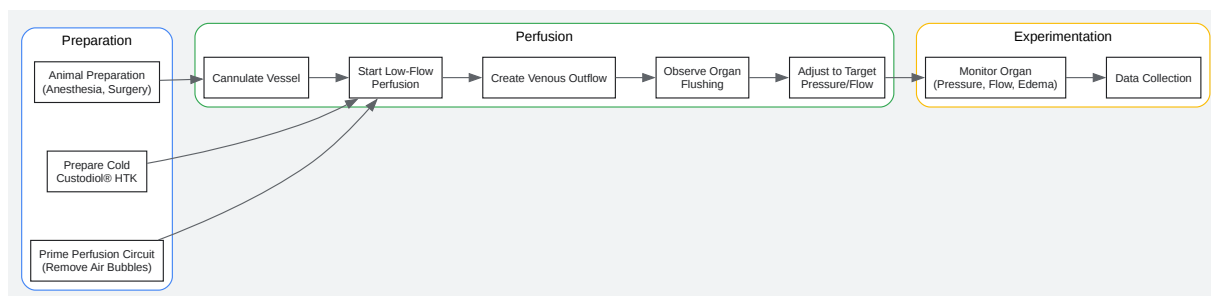 Preparation
Animal Preparation
(Anesthesia, Surgery)
Prepare Cold
Custodiol® HTK
Prime Perfusion Circuit
(Remove Air Bubbles)
Perfusion
Cannulate Vessel
Start Low-Flow
Perfusion
Create Venous Outflow
Observe Organ
Flushing
Adjust to Target
Pressure/Flow
Experimentation
Monitor Organ
(Pressure, Flow, Edema)
Data Collection